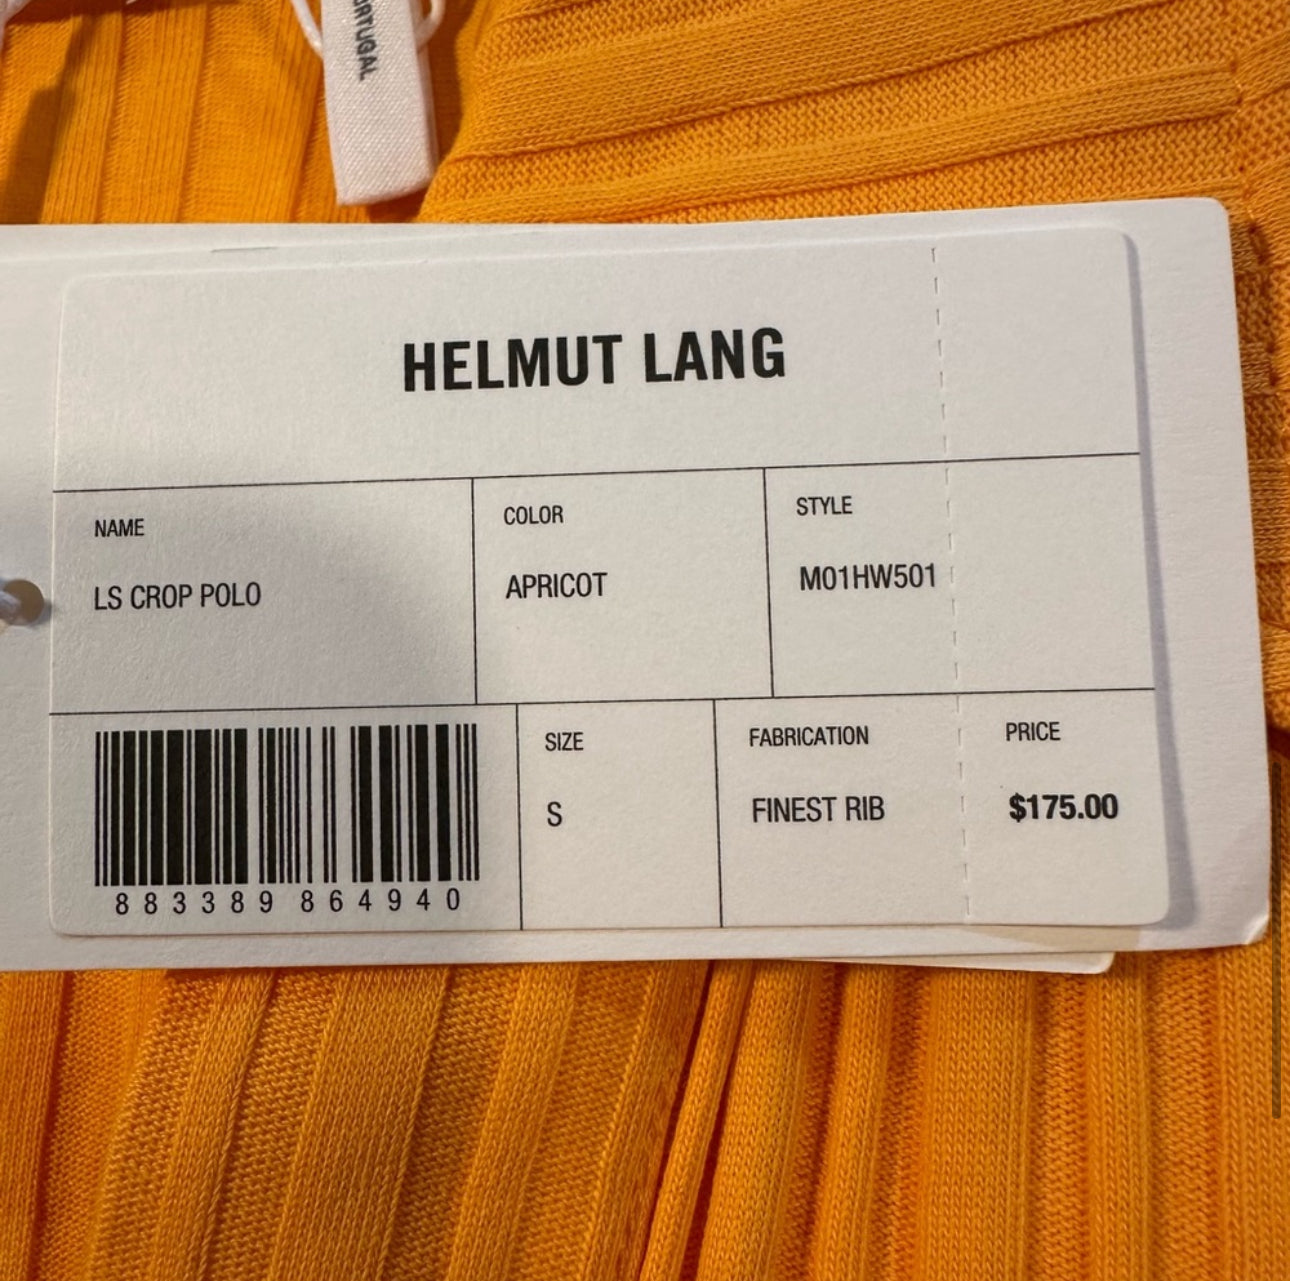 HELMUT LANG
NAME
LS CROP POLO
COLOR
APRICOT
STYLE
M01HW501
883389 864940
SIZE
S
FABRICATION
FINEST RIB
PRICE
$175.00